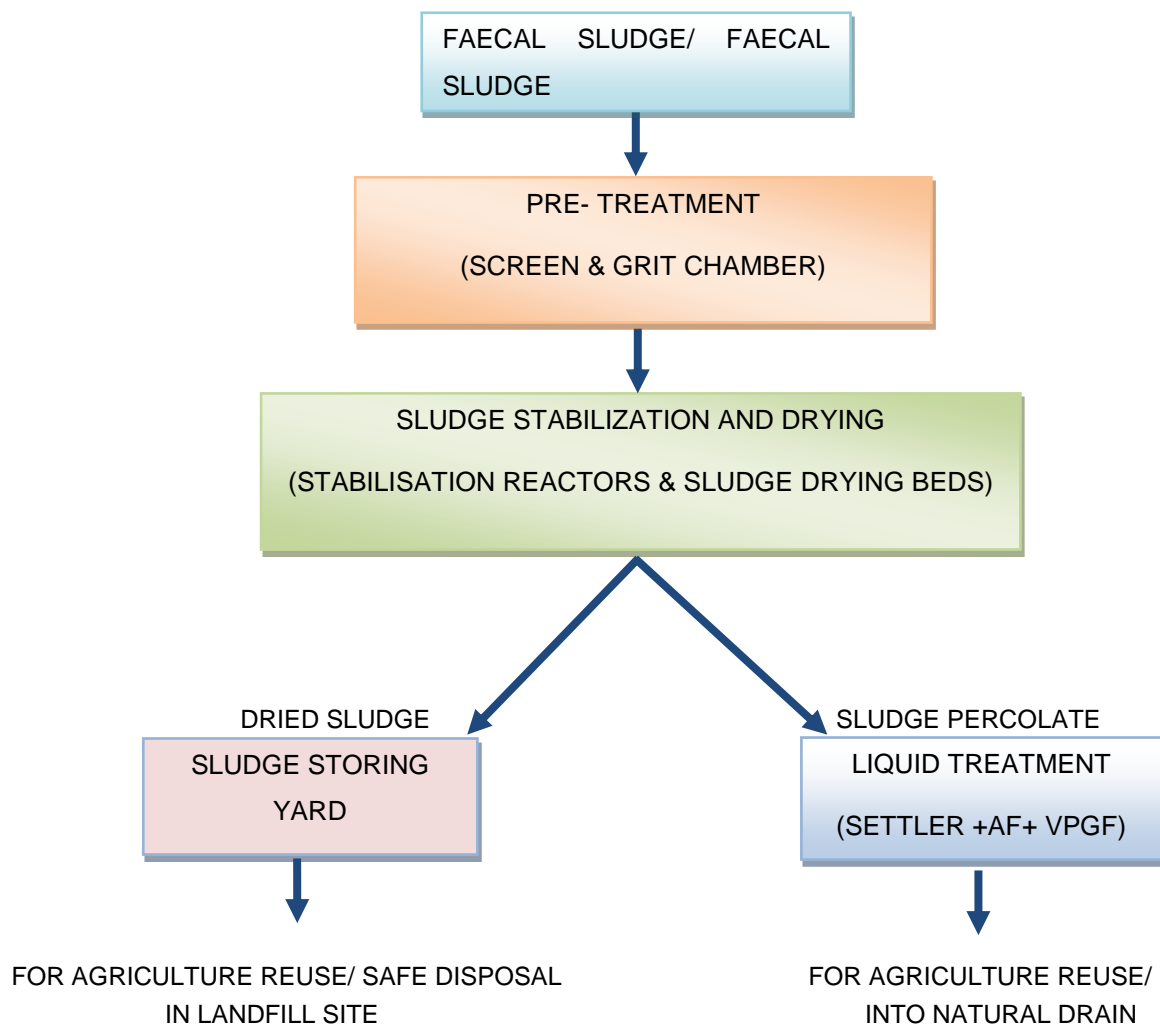 FAECAL SLUDGE/ FAECAL
SLUDGE
PRE- TREATMENT
(SCREEN & GRIT CHAMBER)
SLUDGE STABILIZATION AND DRYING
(STABILISATION REACTORS & SLUDGE DRYING BEDS)
DRIED SLUDGE
SLUDGE STORING
YARD
FOR AGRICULTURE REUSE/ SAFE DISPOSAL
IN LANDFILL SITE
SLUDGE PERCOLATE
LIQUID TREATMENT
(SETTLER +AF+ VPGF)
FOR AGRICULTURE REUSE/
INTO NATURAL DRAIN